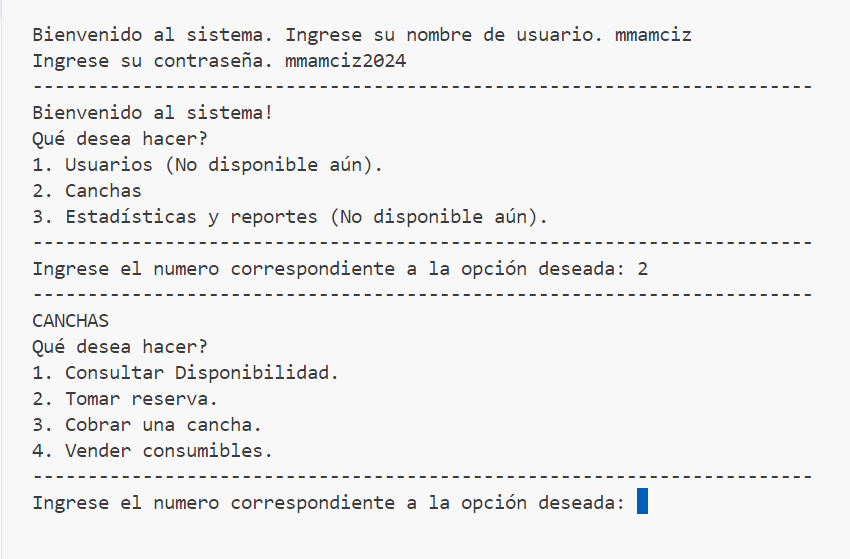 Bienvenido al sistema. Ingrese su nombre de usuario. mmamciz
Ingrese su contraseña. mmamciz2024
-----------------------------------------------------------------------
Bienvenido al sistema!
Qué desea hacer?
1. Usuarios (No disponible aún).
2. Canchas
3. Estadísticas y reportes (No disponible aún).
-----------------------------------------------------------------------
Ingrese el numero correspondiente a la opción deseada: 2
-----------------------------------------------------------------------
CANCHAS
Qué desea hacer?
1. Consultar Disponibilidad.
2. Tomar reserva.
3. Cobrar una cancha.
4. Vender consumibles.
-----------------------------------------------------------------------
Ingrese el numero correspondiente a la opción deseada: